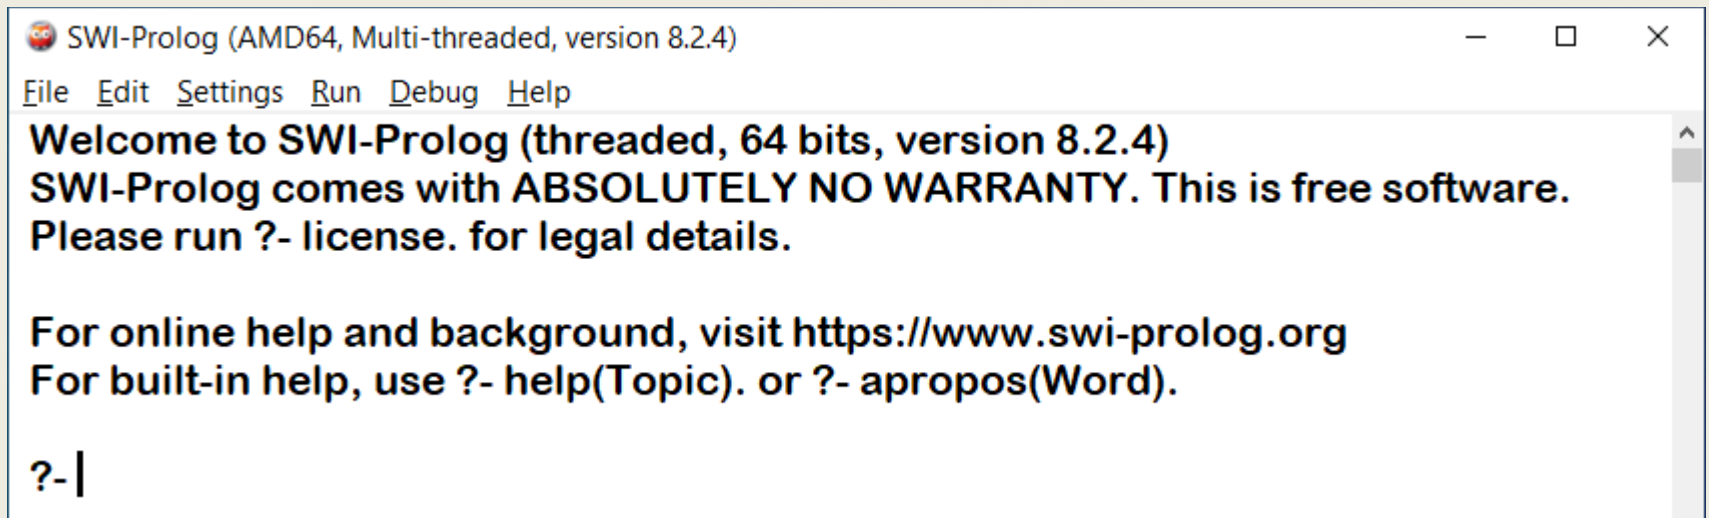 SWI-Prolog (AMD64, Multi-threaded, version 8.2.4)
File Edit Settings Run Debug Help
Welcome to SWI-Prolog (threaded, 64 bits, version 8.2.4)
SWI-Prolog comes with ABSOLUTELY NO WARRANTY. This is free software.
Please run ?- license. for legal details.
For online help and background, visit https://www.swi-prolog.org
For built-in help, use ?- help(Topic). or ?- apropos(Word).
?-